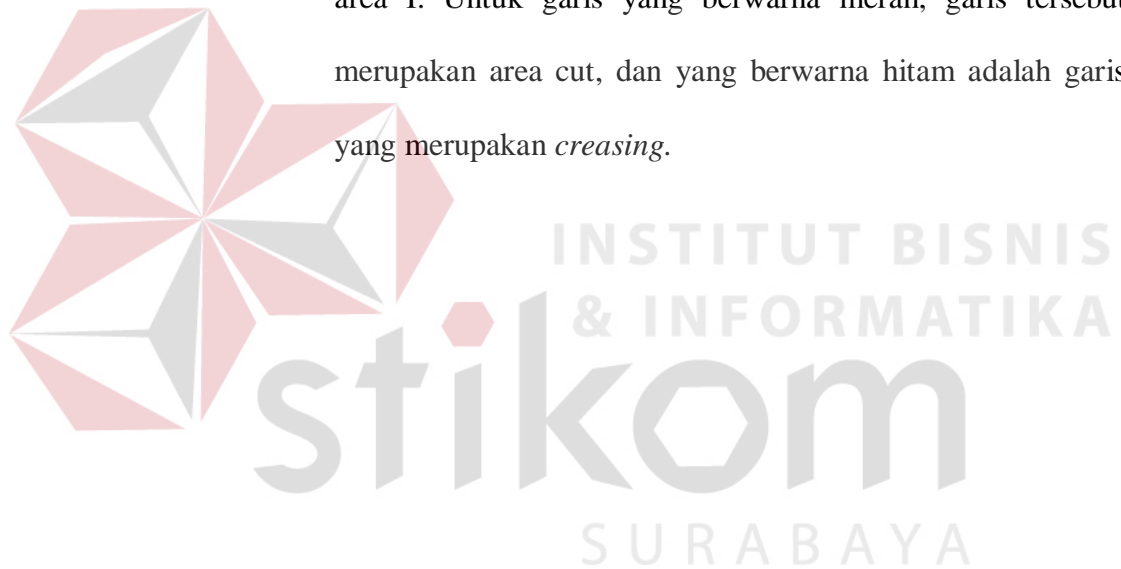 area I. Untuk garis yang berwarna merah, garis tersebut
merupakan area cut, dan yang berwarna hitam adalah garis
yang merupakan creasing.
INSTITUT BISNIS
& INFORMATIKA
stikom
SURABAYA